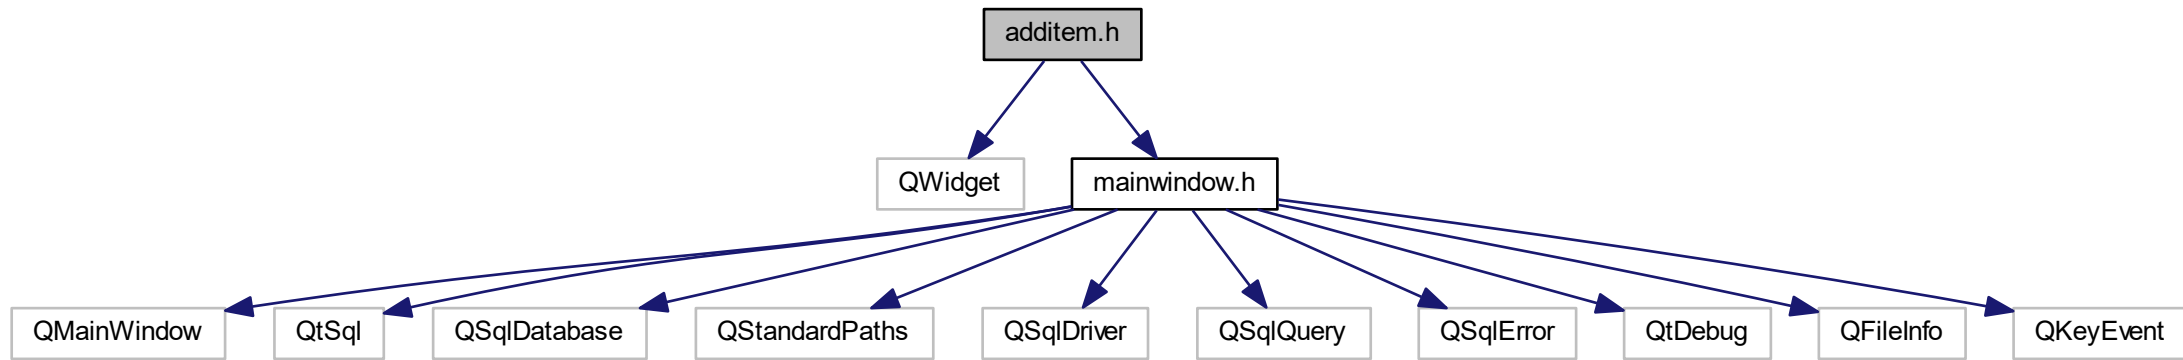 additem.h
QWidget
mainwindow.h
QMainWindow
QtSql
QSqlDatabase
QStandardPaths
QSqlDriver
QSqlQuery
QSqlError
QtDebug
QFileInfo
QKeyEvent